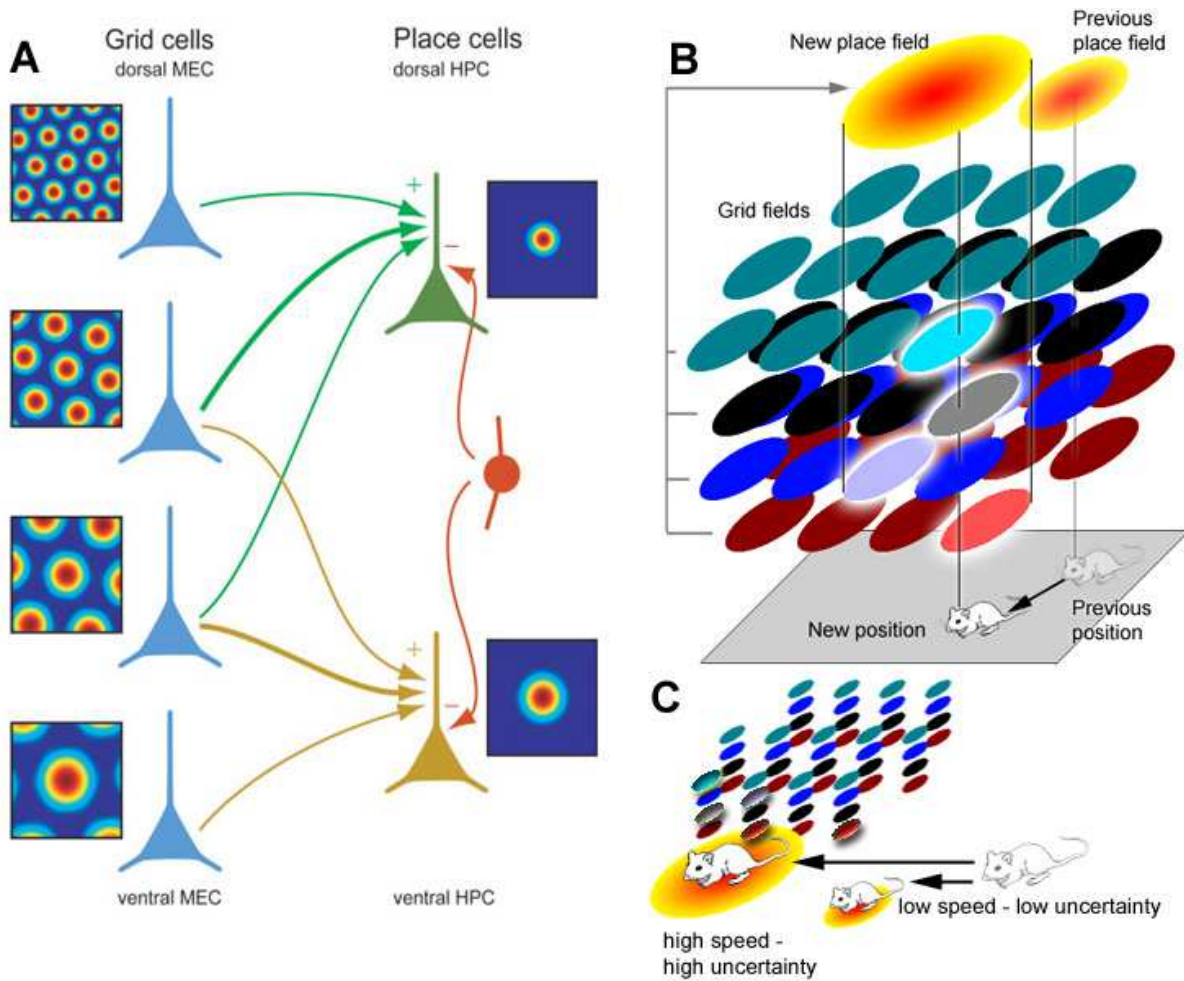 A
Grid cells
dorsal MEC
Place cells
dorsal HPC
+
−
+
−
ventral MEC
ventral HPC
B
New place field
Previous
place field
Grid fields
New position
Previous
position
C
low speed - low uncertainty
high speed -
high uncertainty